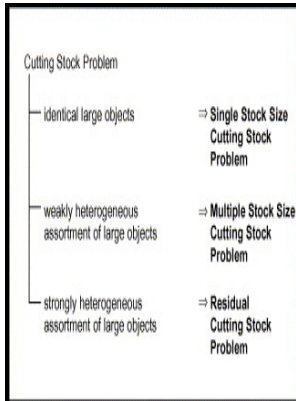 Cutting Stock Problem
identical large objects ⇒ Single Stock Size
Cutting Stock
Problem
weakly heterogeneous ⇒ Multiple Stock Size
assortment of large objects Cutting Stock
Problem
strongly heterogeneous ⇒ Residual
assortment of large objects Cutting Stock
Problem